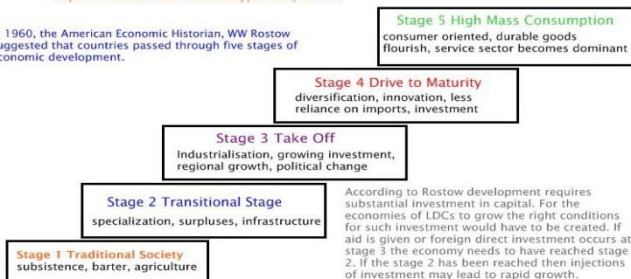 Stage 5 High Mass Consumption
consumer oriented, durable goods
flourish, service sector becomes dominant
1960, the American Economic Historian, WW Rostow
uggested that countries passed through five stages of
conomic development.
Stage 4 Drive to Maturity
diversification, innovation, less
reliance on imports, investment
Stage 3 Take Off
Industrialisation, growing investment,
regional growth, political change
Stage 2 Transitional Stage
specialization, surpluses, infrastructure
Stage 1 Traditional Society
subsistence, barter, agriculture
According to Rostow development requires
substantial investment in capital. For the
economies of LDCs to grow the right conditions
for such investment would have to be created. If
aid is given or foreign direct investment occurs at
stage 3 the economy needs to have reached stage
2. If the stage 2 has been reached then injections
of investment may lead to rapid growth.